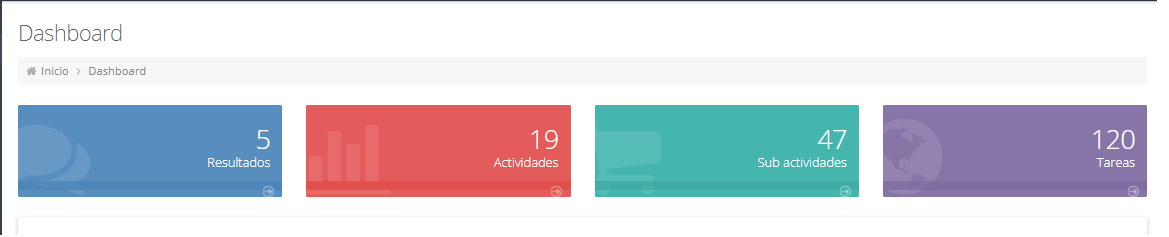 Dashboard
Inicio > Dashboard
5
Resultados
19
Actividades
47
Sub actividades
120
Tareas